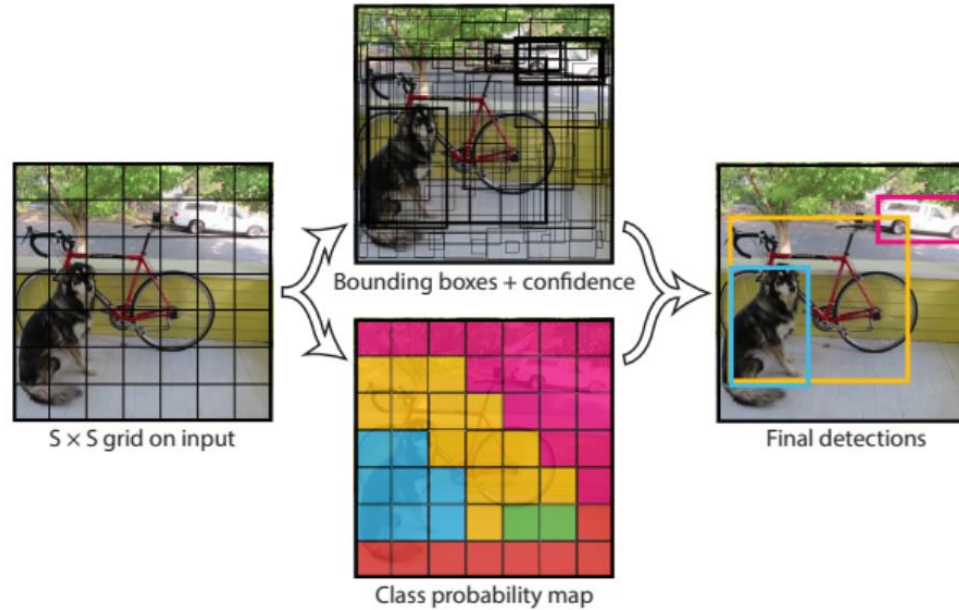 Bounding boxes + confidence
S × S grid on input
Final detections
Class probability map